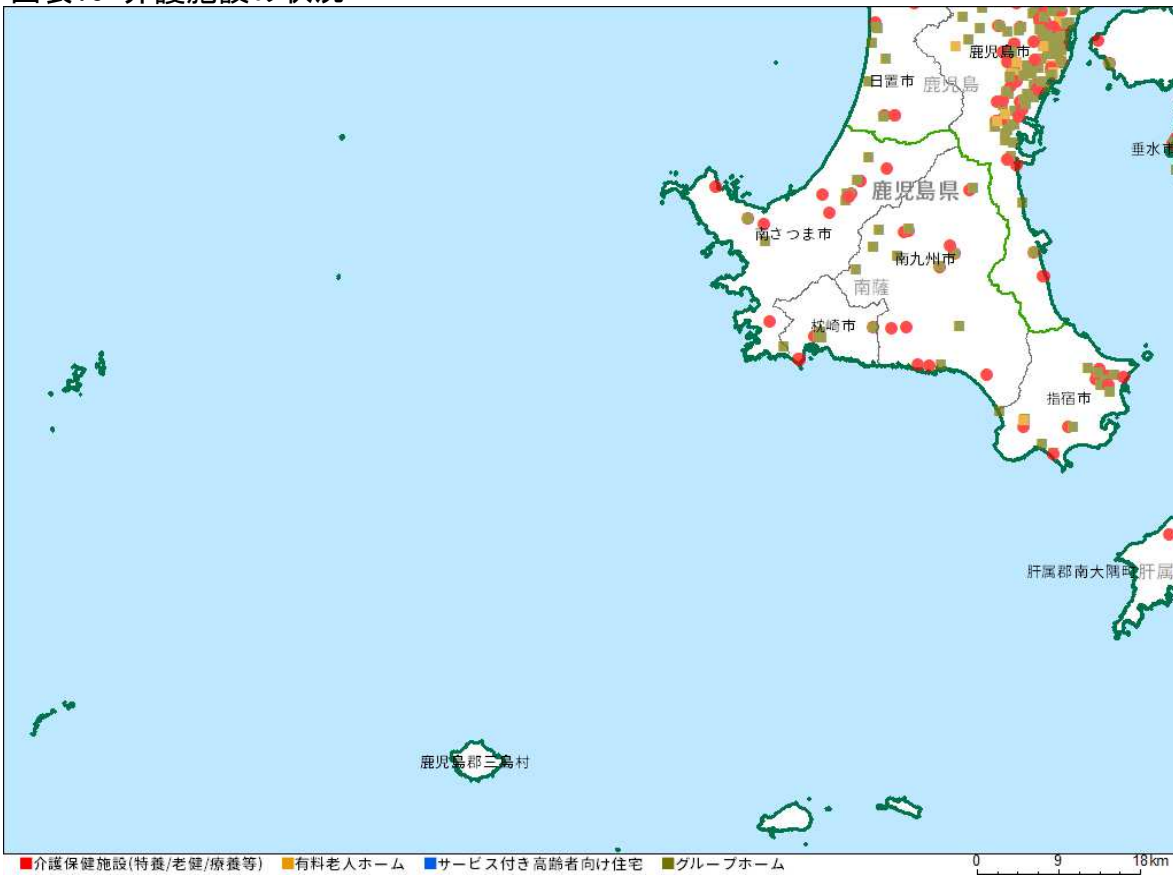 鹿児島市
日置市
鹿児島
垂水市
鹿児島県
南さつま市
南九州市
南薩
枕崎市
指宿市
肝属郡南大隅町
肝属
鹿児島郡三島村
■介護保健施設(特養/老健/療養等) ■有料老人ホーム ■サービス付き高齢者向け住宅 ■グループホーム
0 9 18km